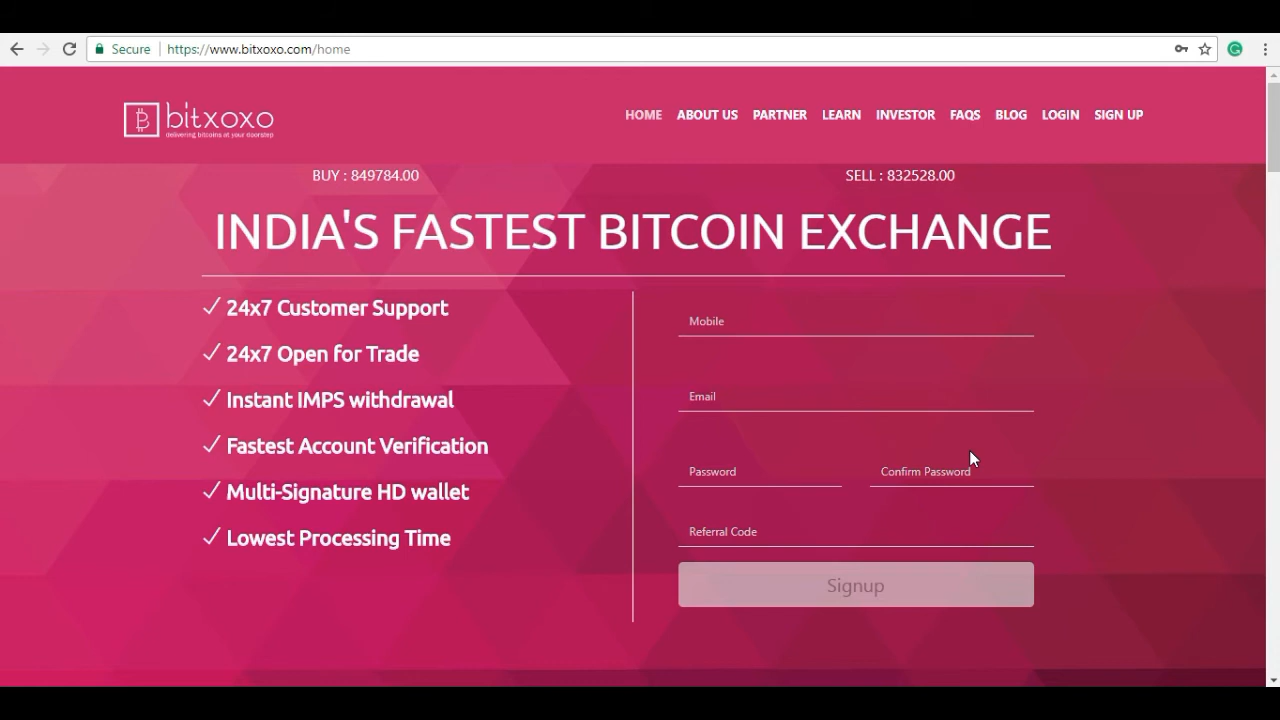 Secure https://www.bitxoxo.com/home
bitxoxo
delivering bitcoins at your doorstep
HOME ABOUT US PARTNER LEARN INVESTOR FAQS BLOG LOGIN SIGN UP
BUY : 849784.00 SELL : 832528.00
INDIA'S FASTEST BITCOIN EXCHANGE
24x7 Customer Support
24x7 Open for Trade
Instant IMPS withdrawal
Fastest Account Verification
Multi-Signature HD wallet
Lowest Processing Time
Mobile
Email
Password Confirm Password
Referral Code
Signup